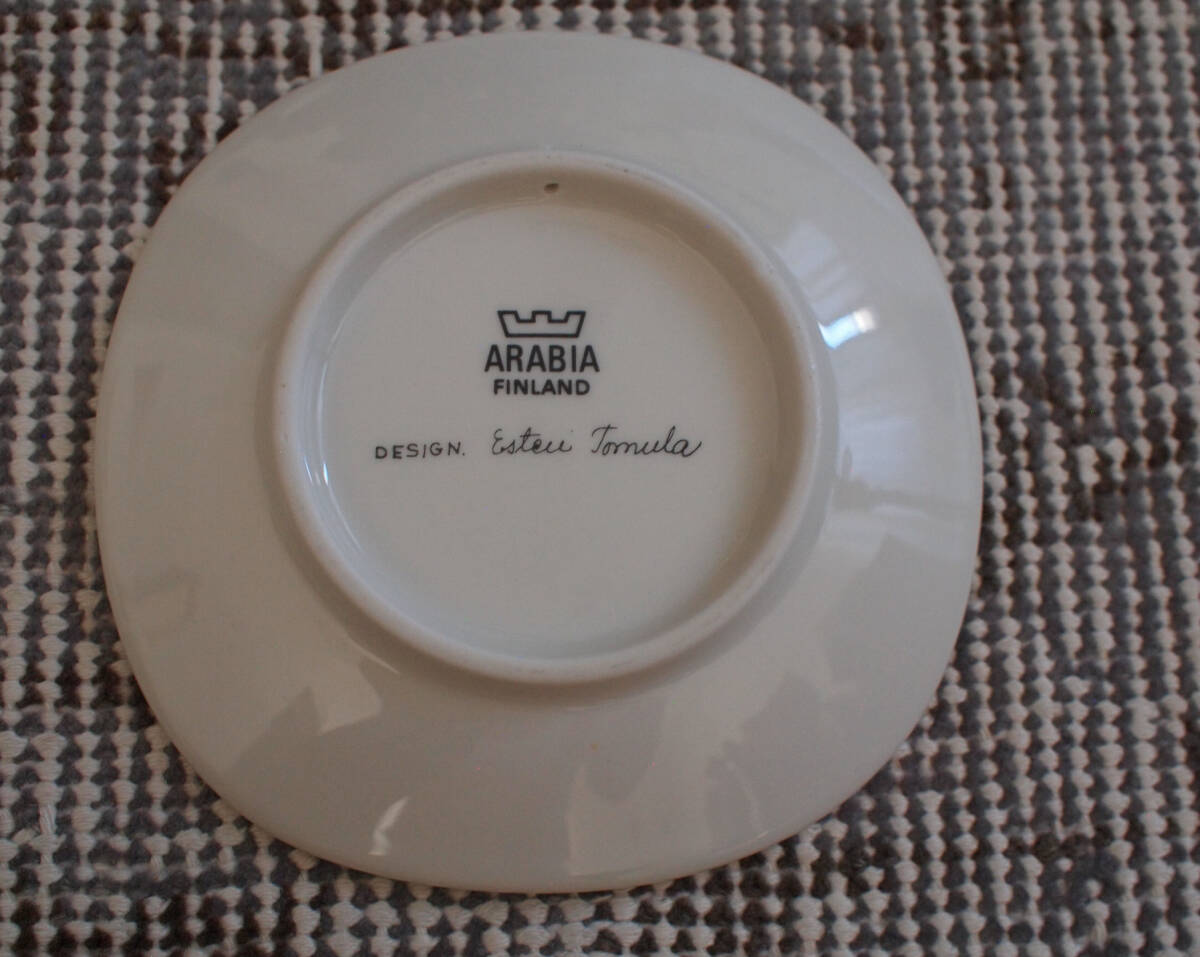 ARABIA
FINLAND
DESIGN. Esteri Tomula